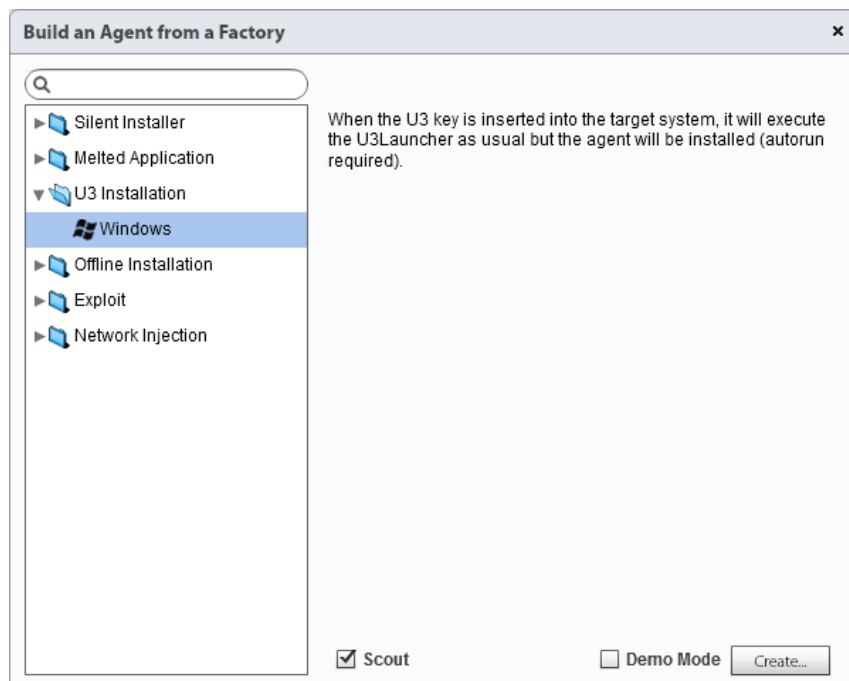 Build an Agent from a Factory
Silent Installer
Melted Application
U3 Installation
Windows
Offline Installation
Exploit
Network Injection
When the U3 key is inserted into the target system, it will execute
the U3Launcher as usual but the agent will be installed (autorun
required).
Scout
Demo Mode
Create...